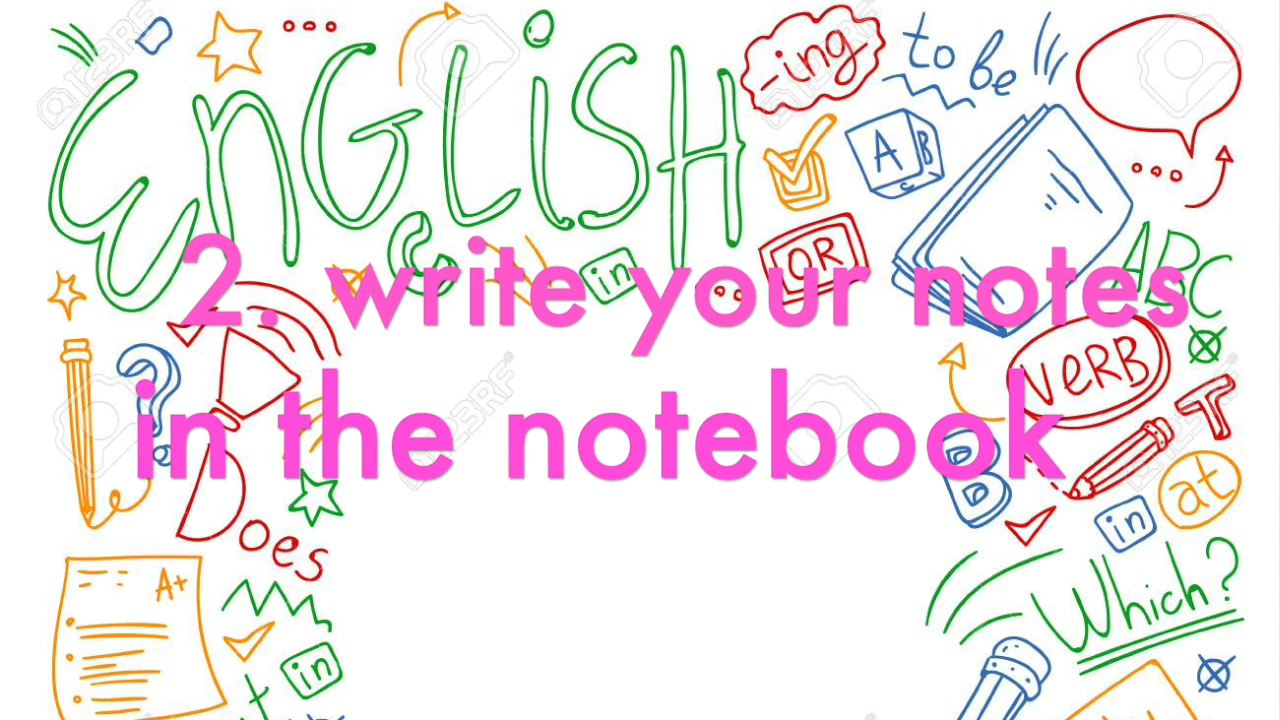 ENGLISH
-ing
to be
A B C
OR
in
2. write your notes
ABC
VERB
in the notebook
T
B
Does
at
in
A+
Which?
in
123RF